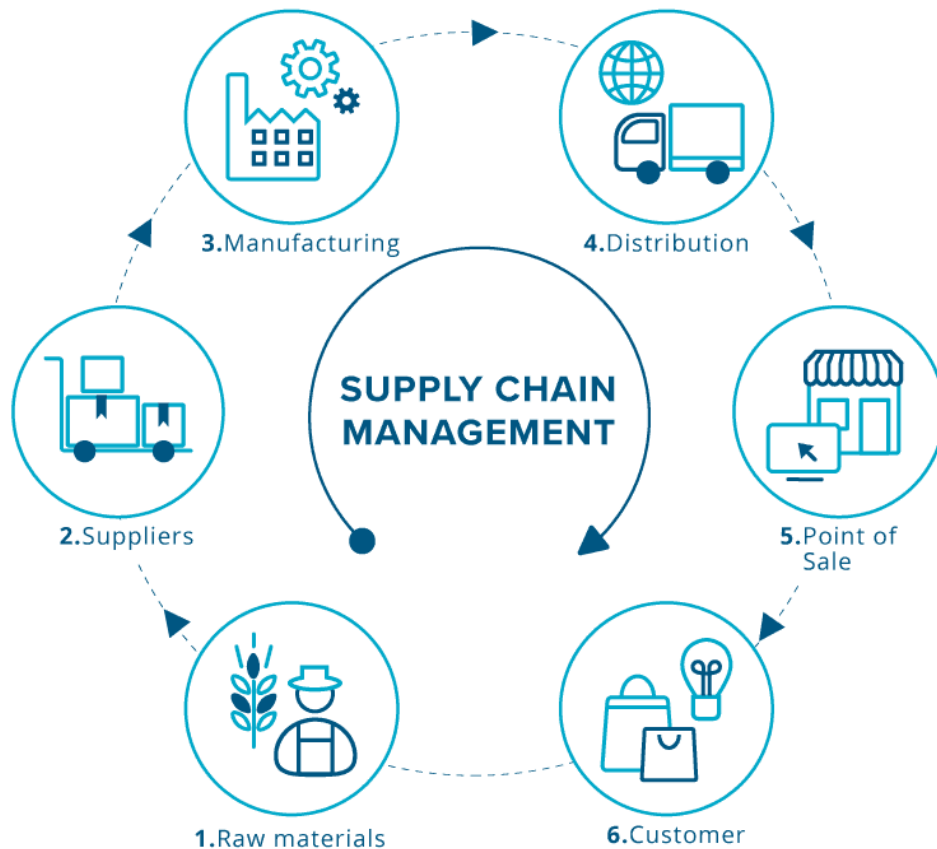 SUPPLY CHAIN
MANAGEMENT
1.Raw materials
2.Suppliers
3.Manufacturing
4.Distribution
5.Point of
Sale
6.Customer